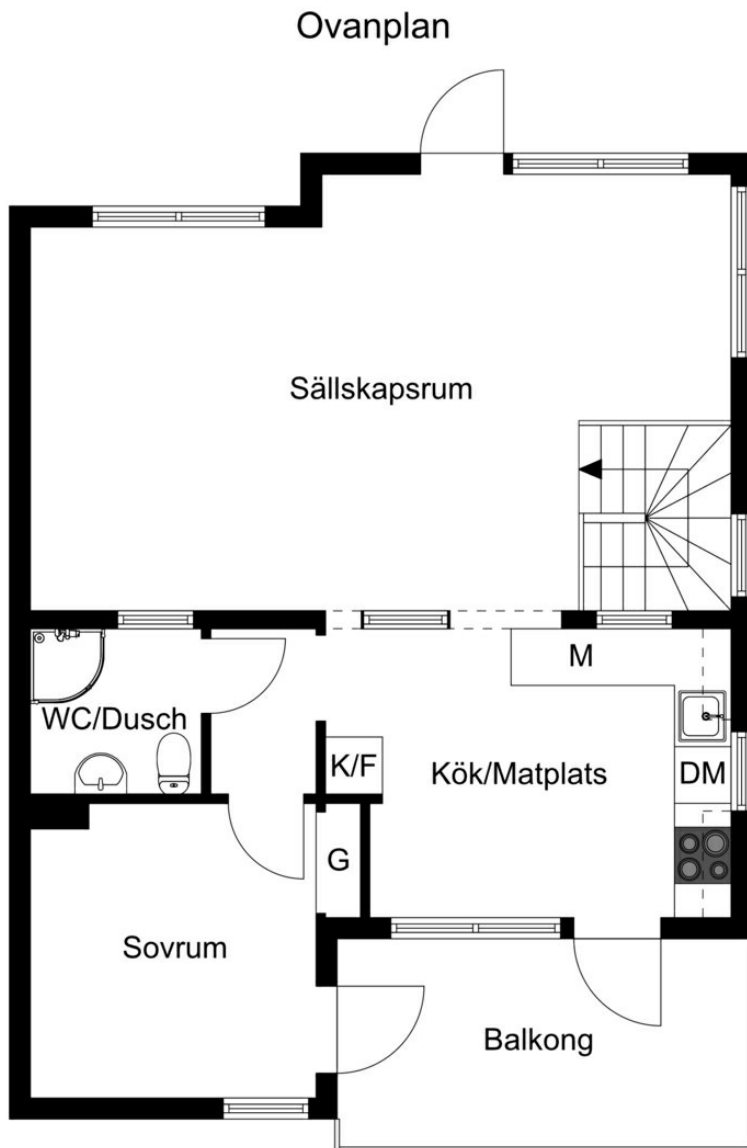 Ovanplan
Sällskapsrum
M
WC/Dusch
K/F
Kök/Matplats
DM
G
Sovrum
Balkong